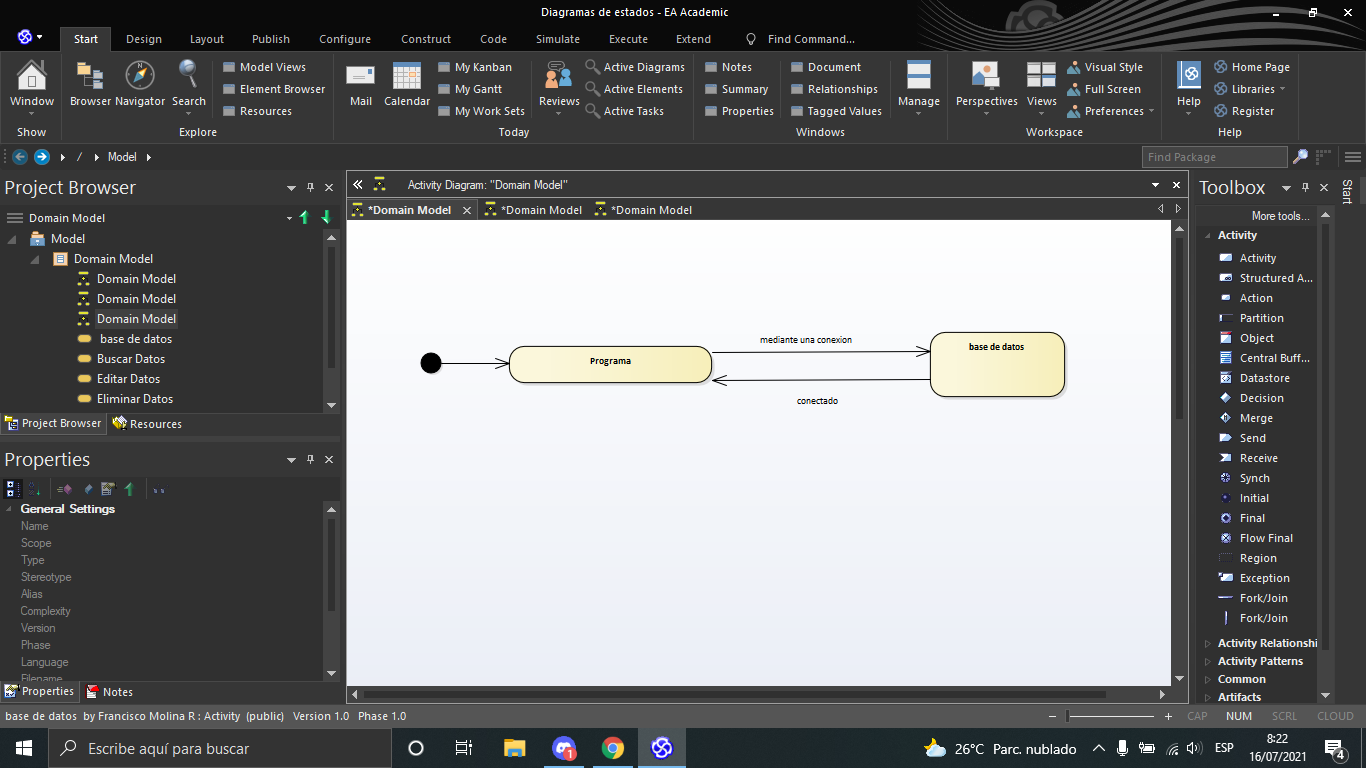 Diagramas de estados - EA Academic
Start Design Layout Publish Configure Construct Code Simulate Execute Extend Find Command...
Window
Show
Browser Navigator Search
Model Views
Element Browser
Resources
Explore
Mail Calendar
My Kanban
My Gantt
My Work Sets
Reviews
Active Diagrams
Active Elements
Active Tasks
Today
Notes
Summary
Properties
Document
Relationships
Tagged Values
Windows
Manage
Perspectives Views
Visual Style
Full Screen
Preferences
Workspace
Help
Home Page
Libraries
Register
Help
/ Model
Find Package
Project Browser
Domain Model
Model
Domain Model
Domain Model
Domain Model
Domain Model
base de datos
Buscar Datos
Editar Datos
Eliminar Datos
Project Browser Resources
Properties
General Settings
Name
Scope
Type
Stereotype
Alias
Complexity
Version
Phase
Language
Filename
Properties Notes
Activity Diagram: "Domain Model"
*Domain Model *Domain Model *Domain Model
Programa
mediante una conexion
base de datos
conectado
Toolbox
Start
More tools...
Activity
Activity
Structured A...
Action
Partition
Object
Central Buff...
Datastore
Decision
Merge
Send
Receive
Synch
Initial
Final
Flow Final
Region
Exception
Fork/Join
Fork/Join
Activity Relationshi
Activity Patterns
Common
Artifacts
base de datos by Francisco Molina R : Activity (public) Version 1.0 Phase 1.0
CAP NUM SCRL CLOUD
Escribe aquí para buscar
1
26°C Parc. nublado
ESP
8:22
16/07/2021
4